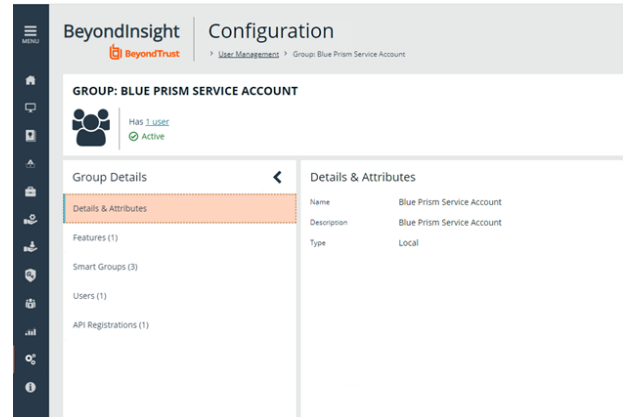 MENU
BeyondInsight
BeyondTrust
Configuration
> User Management > Group: Blue Prism Service Account
GROUP: BLUE PRISM SERVICE ACCOUNT
Has 1 user
Active
Group Details
Details & Attributes
Features (1)
Smart Groups (3)
Users (1)
API Registrations (1)
Details & Attributes
Name Blue Prism Service Account
Description Blue Prism Service Account
Type Local